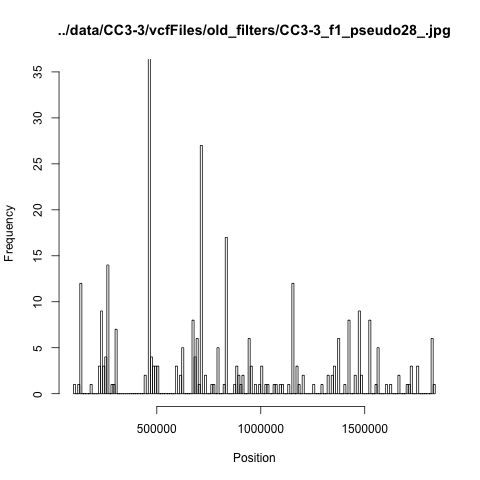 ../data/CC3-3/vcfFiles/old_filters/CC3-3_f1_pseudo28_.jpg
Frequency
35
30
25
20
15
10
5
0
500000 1000000 1500000
Position